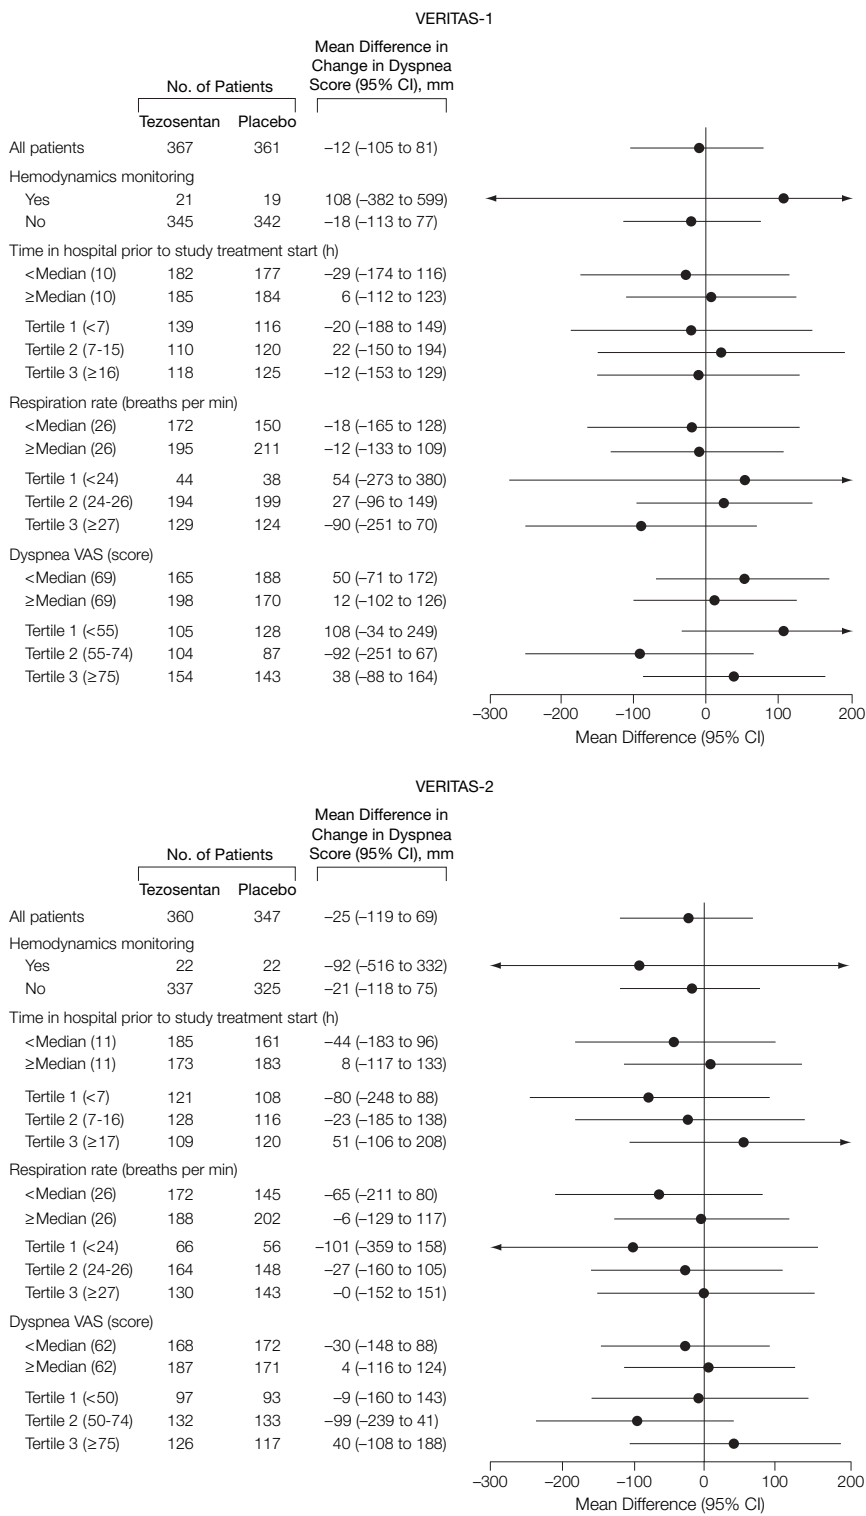 VERITAS-1
Mean Difference in
Change in Dyspnea
No. of Patients Score (95% CI), mm
Tezosentan Placebo
All patients 367 361 –12 (–105 to 81)
Hemodynamics monitoring
Yes 21 19 108 (–382 to 599)
No 345 342 –18 (–113 to 77)
Time in hospital prior to study treatment start (h)
<Median (10) 182 177 –29 (–174 to 116)
≥Median (10) 185 184 6 (–112 to 123)
Tertile 1 (<7) 139 116 –20 (–188 to 149)
Tertile 2 (7-15) 110 120 22 (–150 to 194)
Tertile 3 (≥16) 118 125 –12 (–153 to 129)
Respiration rate (breaths per min)
<Median (26) 172 150 –18 (–165 to 128)
≥Median (26) 195 211 –12 (–133 to 109)
Tertile 1 (<24) 44 38 54 (–273 to 380)
Tertile 2 (24-26) 194 199 27 (–96 to 149)
Tertile 3 (≥27) 129 124 –90 (–251 to 70)
Dyspnea VAS (score)
<Median (69) 165 188 50 (–71 to 172)
≥Median (69) 198 170 12 (–102 to 126)
Tertile 1 (<55) 105 128 108 (–34 to 249)
Tertile 2 (55-74) 104 87 –92 (–251 to 67)
Tertile 3 (≥75) 154 143 38 (–88 to 164)
–300 –200 –100 0 100 200
Mean Difference (95% CI)
VERITAS-2
Mean Difference in
Change in Dyspnea
No. of Patients Score (95% CI), mm
Tezosentan Placebo
All patients 360 347 –25 (–119 to 69)
Hemodynamics monitoring
Yes 22 22 –92 (–516 to 332)
No 337 325 –21 (–118 to 75)
Time in hospital prior to study treatment start (h)
<Median (11) 185 161 –44 (–183 to 96)
≥Median (11) 173 183 8 (–117 to 133)
Tertile 1 (<7) 121 108 –80 (–248 to 88)
Tertile 2 (7-16) 128 116 –23 (–185 to 138)
Tertile 3 (≥17) 109 120 51 (–106 to 208)
Respiration rate (breaths per min)
<Median (26) 172 145 –65 (–211 to 80)
≥Median (26) 188 202 –6 (–129 to 117)
Tertile 1 (<24) 66 56 –101 (–359 to 158)
Tertile 2 (24-26) 164 148 –27 (–160 to 105)
Tertile 3 (≥27) 130 143 –0 (–152 to 151)
Dyspnea VAS (score)
<Median (62) 168 172 –30 (–148 to 88)
≥Median (62) 187 171 4 (–116 to 124)
Tertile 1 (<50) 97 93 –9 (–160 to 143)
Tertile 2 (50-74) 132 133 –99 (–239 to 41)
Tertile 3 (≥75) 126 117 40 (–108 to 188)
–300 –200 –100 0 100 200
Mean Difference (95% CI)